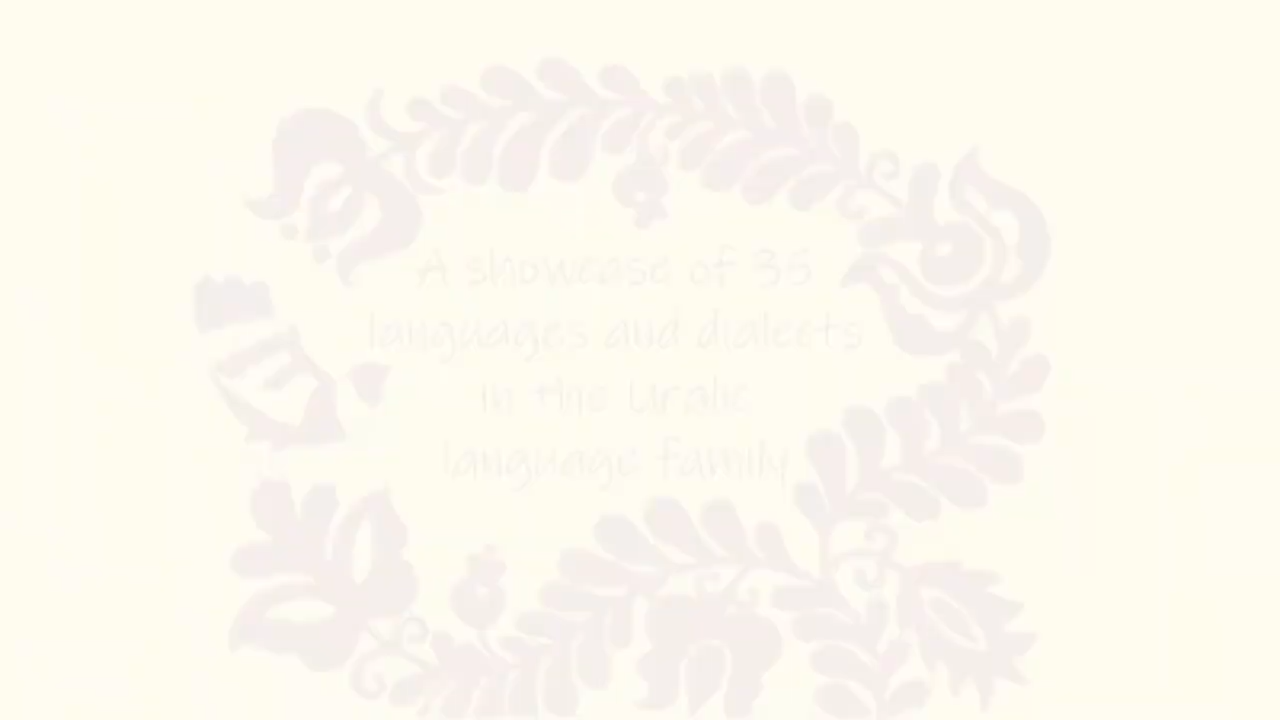 A showcase of 35
languages and dialects
in the Uralic
language family